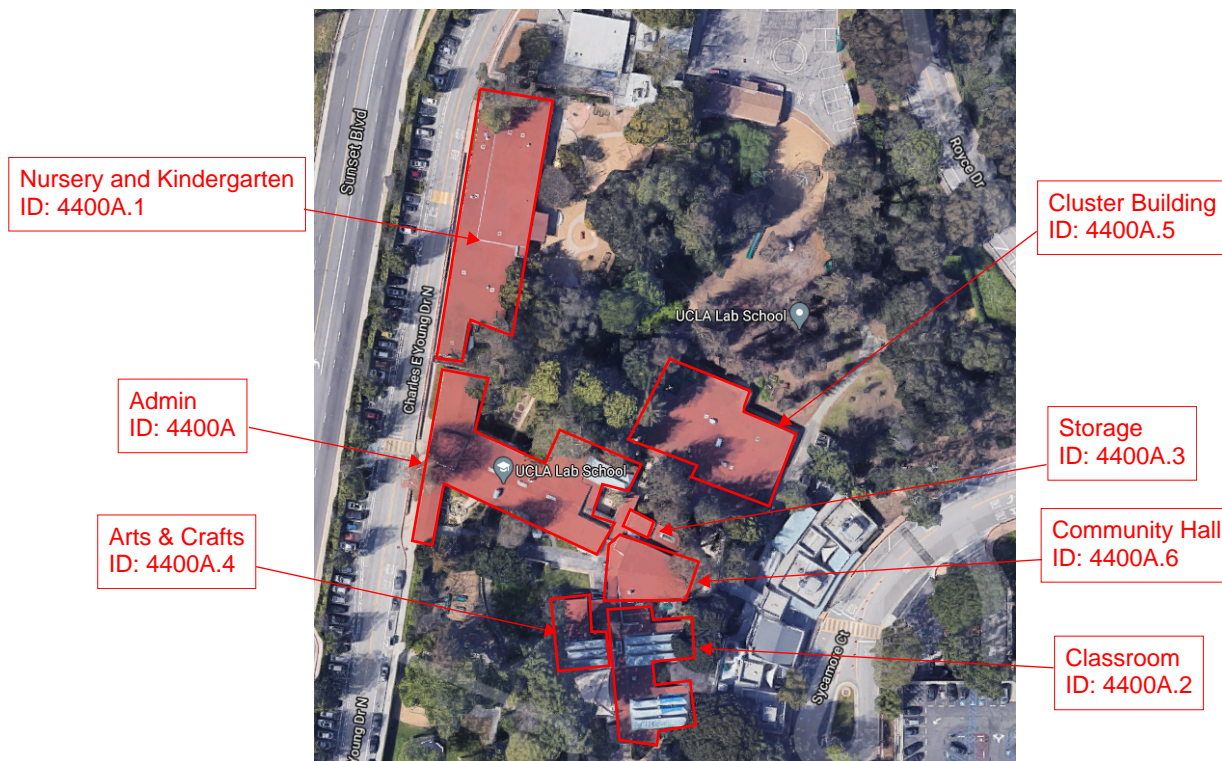 Sunset Blvd
Royce Dr
Nursery and Kindergarten
ID: 4400A.1
Cluster Building
ID: 4400A.5
UCLA Lab School
Charles E Young Dr N
Admin
ID: 4400A
Storage
ID: 4400A.3
UCLA Lab School
Arts & Crafts
ID: 4400A.4
Community Hall
ID: 4400A.6
Classroom
ID: 4400A.2
Sycamore Ct
Young Dr N